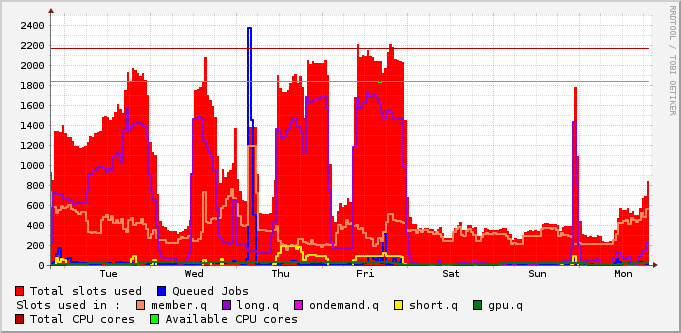 RRDTOOL / TOBI OETIKER
2400
2200
2000
1800
1600
1400
1200
1000
800
600
400
200
0
Tue Wed Thu Fri Sat Sun Mon
Total slots used Queued Jobs
Slots used in : member.q long.q ondemand.q short.q gpu.q
Total CPU cores Available CPU cores